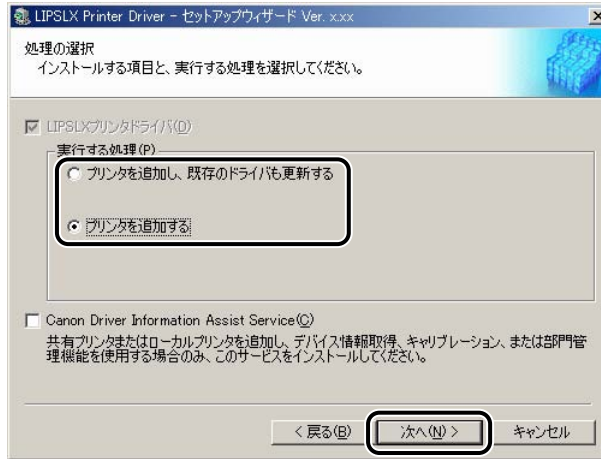 LIPSLX Printer Driver - セットアップウィザード Ver. x.xx
処理の選択
インストールする項目と、実行する処理を選択してください。
LIPSLXプリンタドライバ(D)
実行する処理(P)
プリンタを追加し、既存のドライバも更新する
プリンタを追加する
Canon Driver Information Assist Service(C)
共有プリンタまたはローカルプリンタを追加し、デバイス情報取得、キャリブレーション、または部門管
理機能を使用する場合のみ、このサービスをインストールしてください。
< 戻る(B)
次へ(N) >
キャンセル